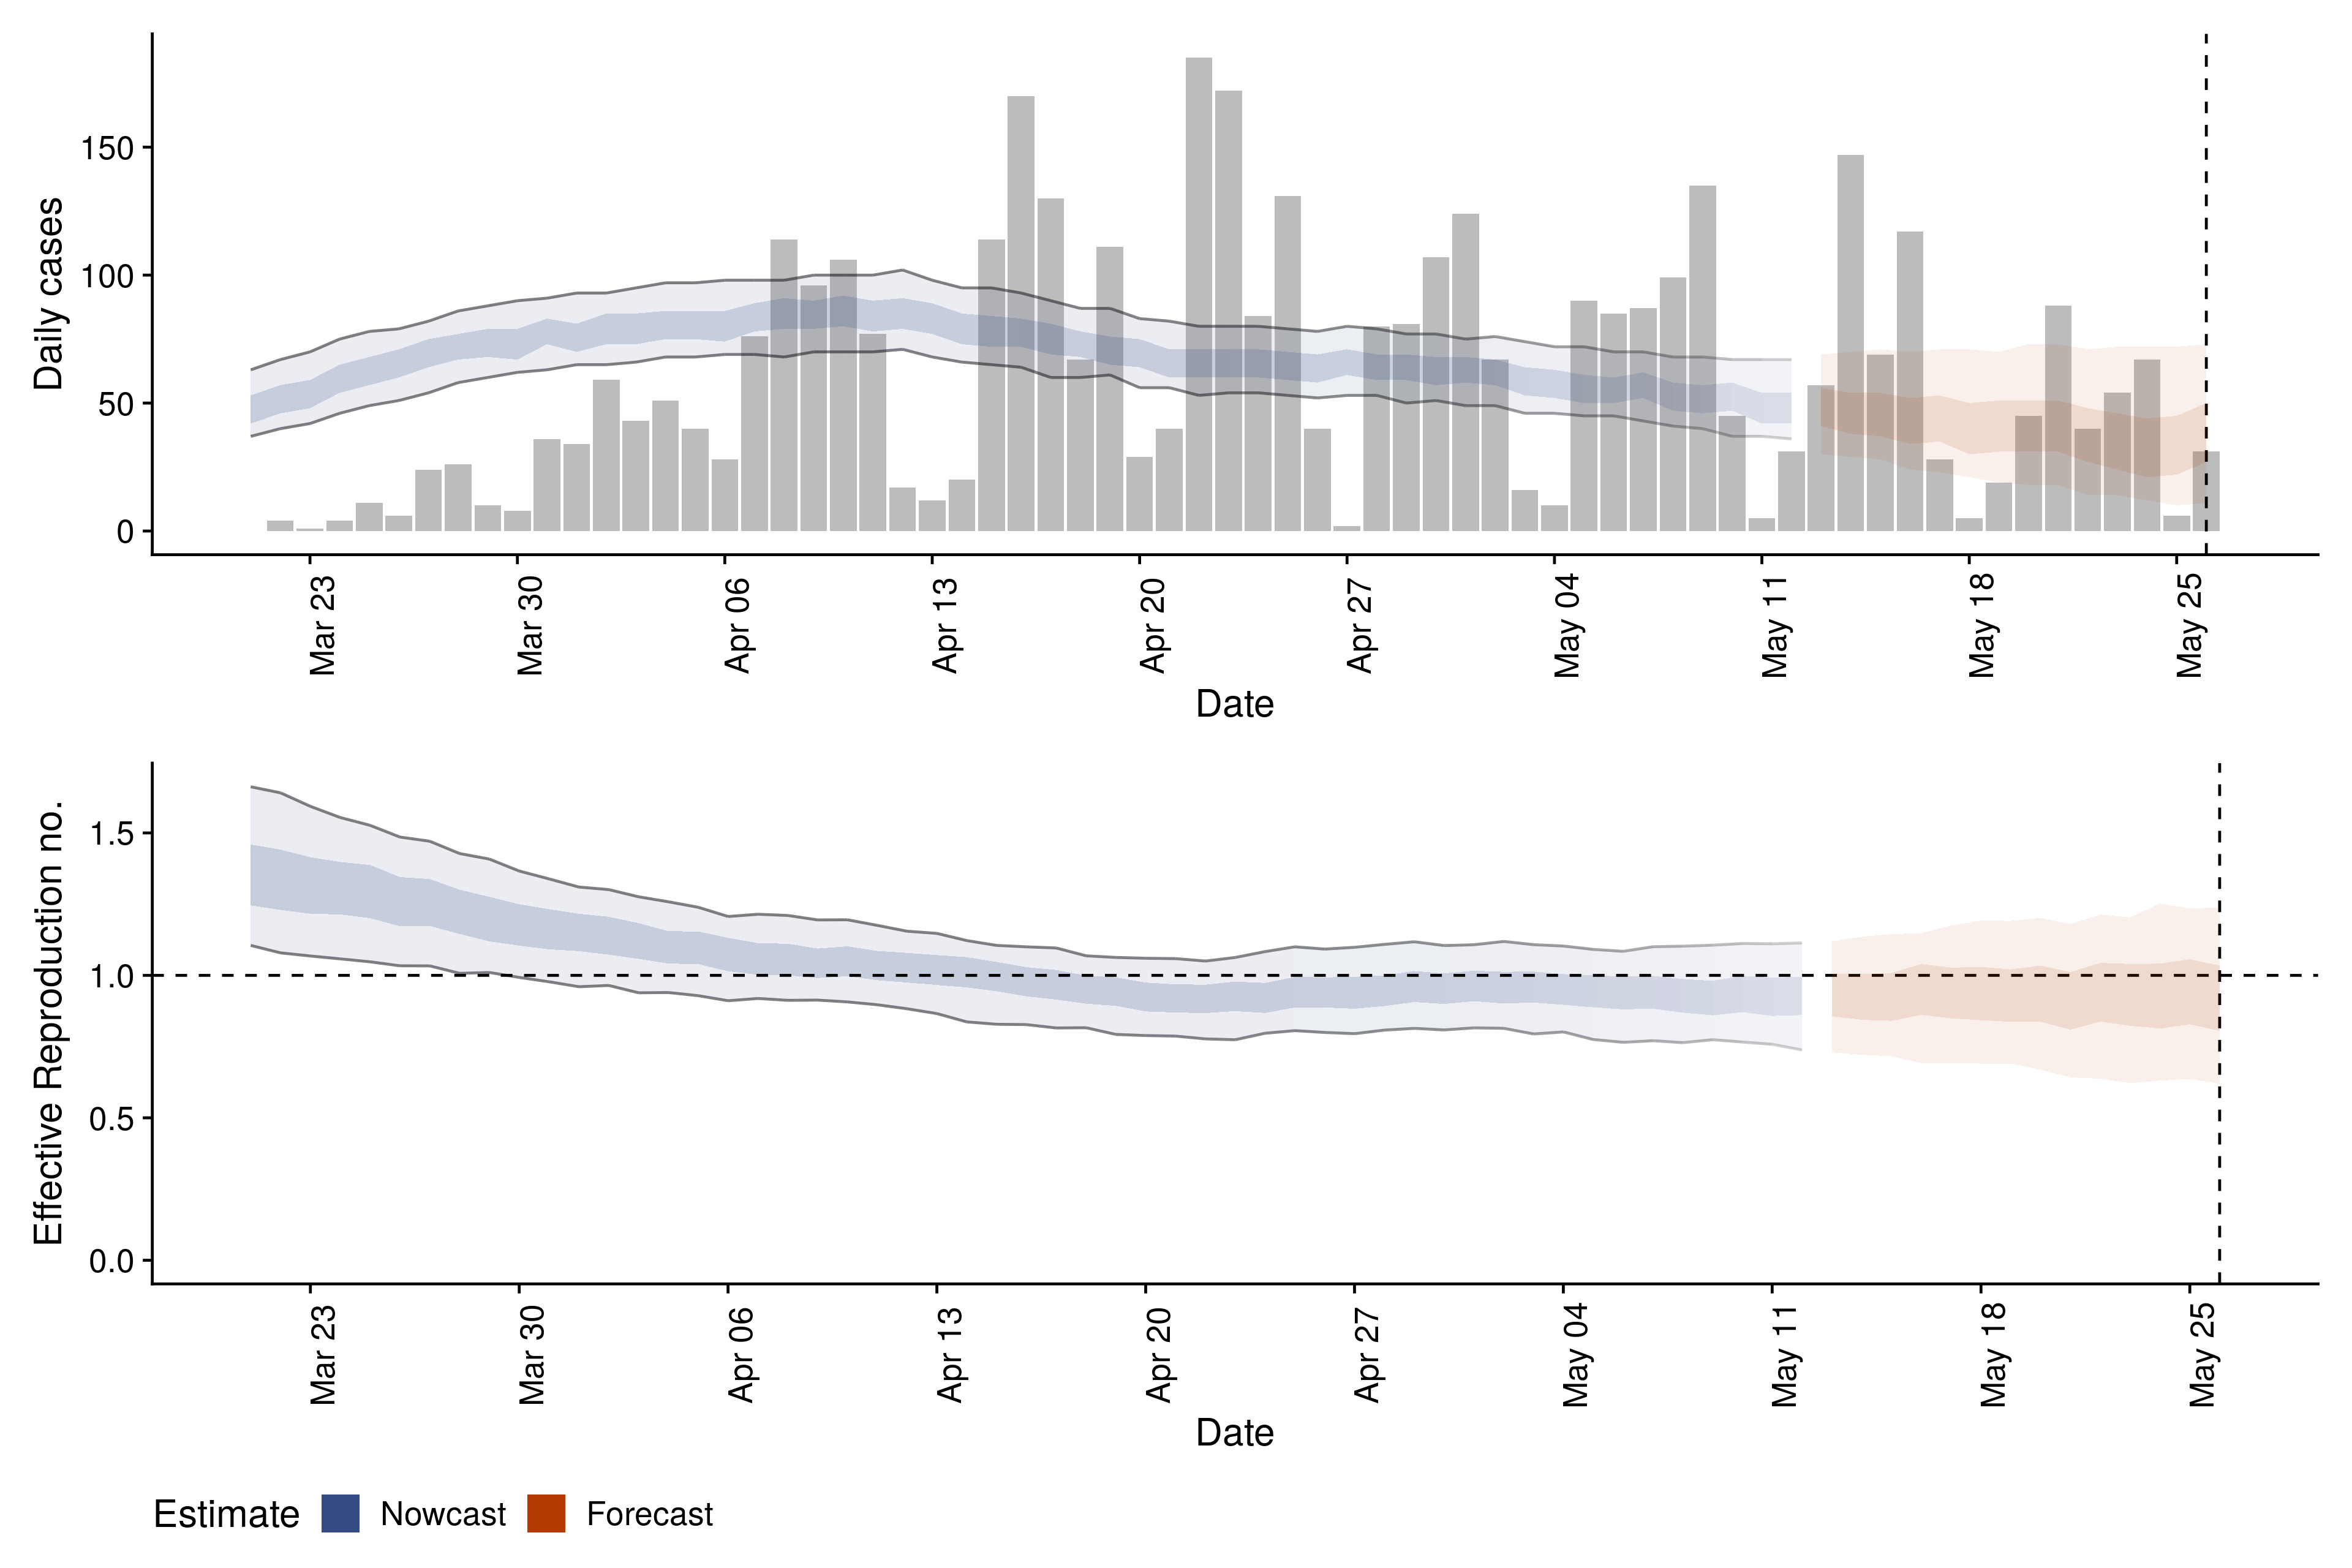 Daily cases
150
100
50
0
Mar 23
Mar 30
Apr 06
Apr 13
Apr 20
Apr 27
May 04
May 11
May 18
May 25
Date
Effective Reproduction no.
1.5
1.0
0.5
0.0
Mar 23
Mar 30
Apr 06
Apr 13
Apr 20
Apr 27
May 04
May 11
May 18
May 25
Date
Estimate Nowcast Forecast